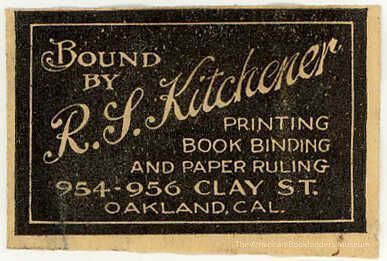 BOUND
BY
R. S. Kitchener
PRINTING
BOOK BINDING
AND PAPER RULING
954-956 CLAY ST.
OAKLAND, CAL.
The American Bookbinders Museum